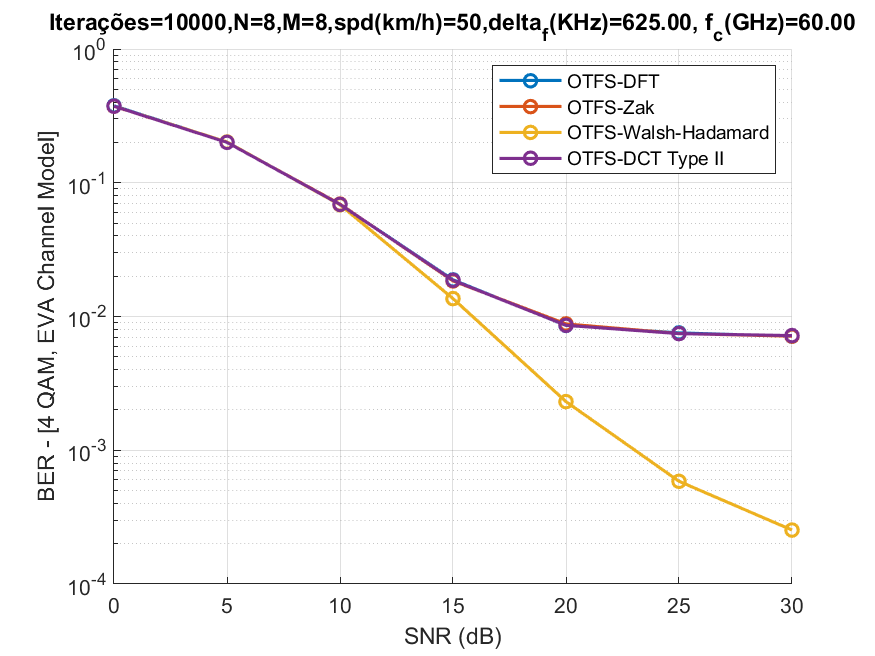 Iterações=10000,N=8,M=8,spd(km/h)=50,delta_f(KHz)=625.00, f_c(GHz)=60.00
10^0
10^-1
10^-2
10^-3
10^-4
BER - [4 QAM, EVA Channel Model]
OTFS-DFT
OTFS-Zak
OTFS-Walsh-Hadamard
OTFS-DCT Type II
0 5 10 15 20 25 30
SNR (dB)